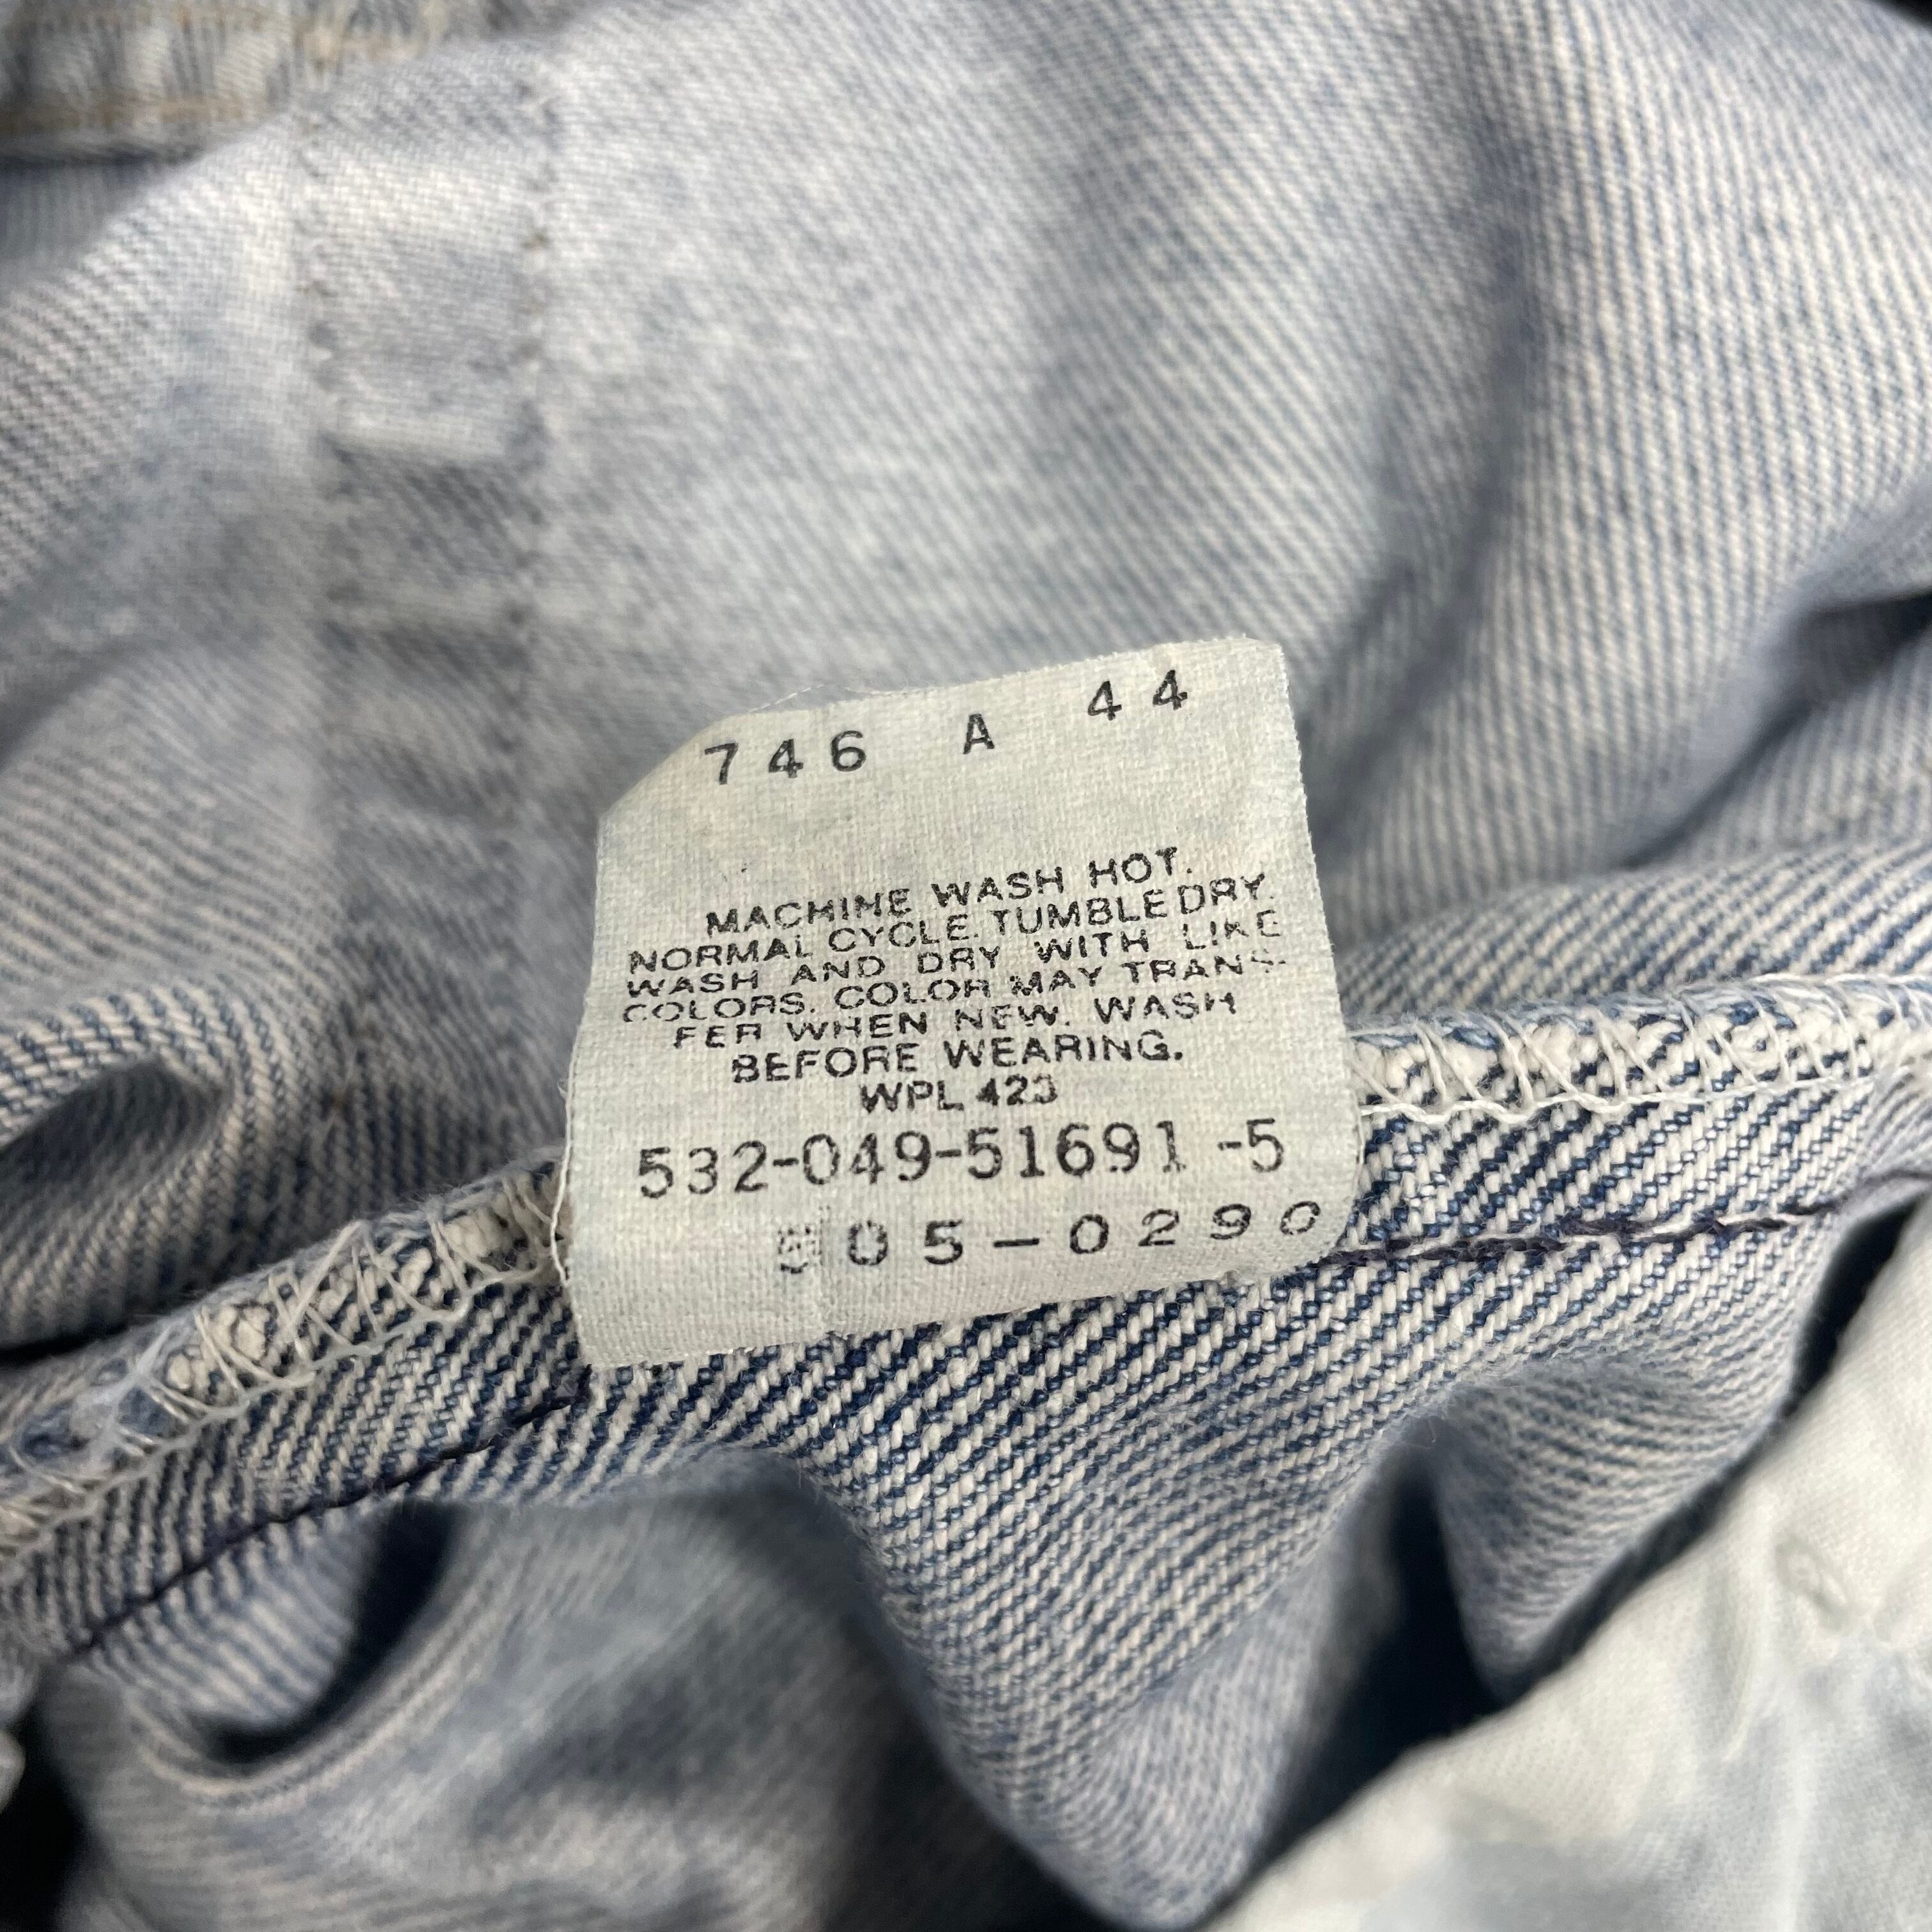 746 A 44
MACHINE WASH HOT.
NORMAL CYCLE. TUMBLE DRY.
WASH AND DRY WITH LIKE
COLORS. COLOR MAY TRANS-
FER WHEN NEW. WASH
BEFORE WEARING.
WPL 423
532-049-51691 -5
505-0290